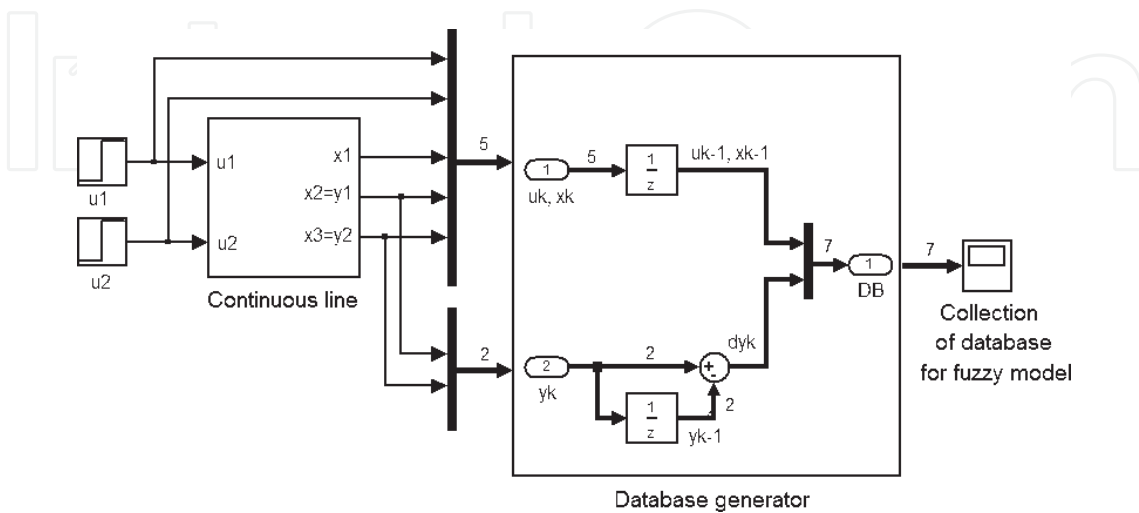 u1
u2
u1
u2
x1
x2=y1
x3=y2
Continuous line
5
2
1
uk, xk
5
1
z
uk-1, xk-1
2
yk
2
1
z
yk-1
+
-
2
dyk
7
1
DB
Database generator
7
Collection
of database
for fuzzy model